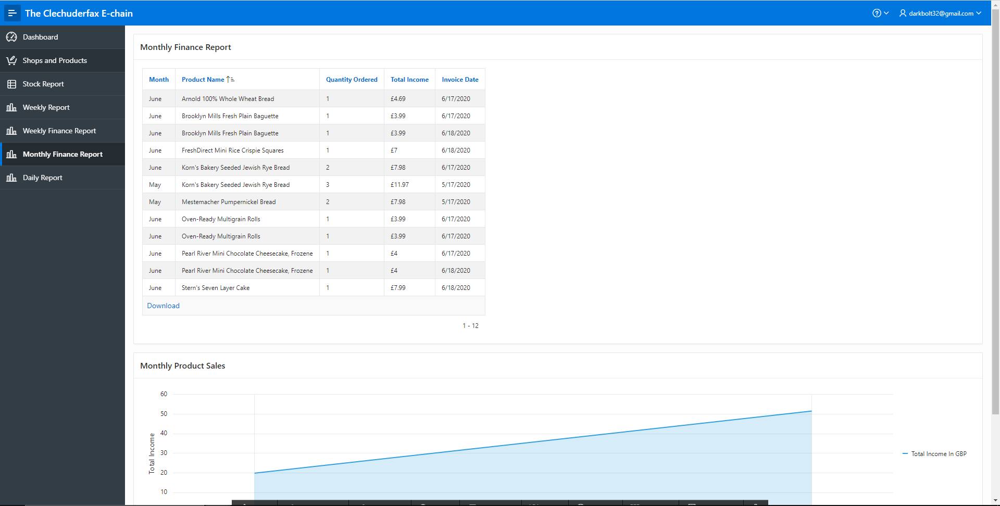 The Clechuderfax E-chain
darkbolt32@gmail.com
Dashboard
Shops and Products
Stock Report
Weekly Report
Weekly Finance Report
Monthly Finance Report
Daily Report
Monthly Finance Report
Month Product Name Quantity Ordered Total Income Invoice Date
June Arnold 100% Whole Wheat Bread 1 £4.69 6/17/2020
June Brooklyn Mills Fresh Plain Baguette 1 £3.99 6/17/2020
June Brooklyn Mills Fresh Plain Baguette 1 £3.99 6/18/2020
June FreshDirect Mini Rice Crispie Squares 1 £7 6/18/2020
June Korn's Bakery Seeded Jewish Rye Bread 2 £7.98 6/17/2020
May Korn's Bakery Seeded Jewish Rye Bread 3 £11.97 5/17/2020
May Mestemacher Pumpernickel Bread 2 £7.98 5/17/2020
June Oven-Ready Multigrain Rolls 1 £3.99 6/17/2020
June Oven-Ready Multigrain Rolls 1 £3.99 6/17/2020
June Pearl River Mini Chocolate Cheesecake, Frozene 1 £4 6/17/2020
June Pearl River Mini Chocolate Cheesecake, Frozene 1 £4 6/18/2020
June Stern's Seven Layer Cake 1 £7.99 6/18/2020
Download
1 - 12
Monthly Product Sales
60
50
40
30
20
10
Total Income
Total Income In GBP